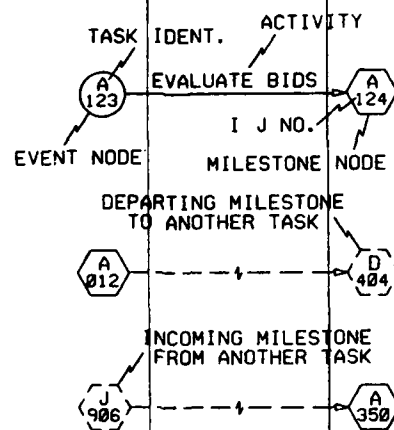 ACTIVITY
TASK IDENT.
A
123
EVALUATE BIDS
A
124
I J NO.
EVENT NODE
MILESTONE NODE
DEPARTING MILESTONE
TO ANOTHER TASK
A
012
D
404
INCOMING MILESTONE
FROM ANOTHER TASK
J
906
A
350